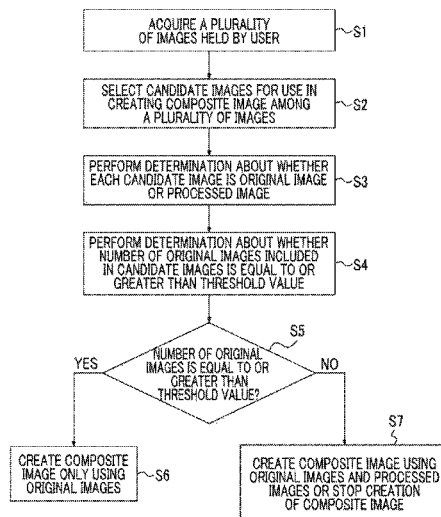 ACQUIRE A PLURALITY
OF IMAGES HELD BY USER
S1
SELECT CANDIDATE IMAGES FOR USE IN
CREATING COMPOSITE IMAGE AMONG
A PLURALITY OF IMAGES
S2
PERFORM DETERMINATION ABOUT WHETHER
EACH CANDIDATE IMAGE IS ORIGINAL IMAGE
OR PROCESSED IMAGE
S3
PERFORM DETERMINATION ABOUT WHETHER
NUMBER OF ORIGINAL IMAGES INCLUDED
IN CANDIDATE IMAGES IS EQUAL TO OR
GREATER THAN THRESHOLD VALUE
S4
S5
NUMBER OF ORIGINAL
IMAGES IS EQUAL TO OR
GREATER THAN
THRESHOLD VALUE?
YES
NO
CREATE COMPOSITE
IMAGE ONLY USING
ORIGINAL IMAGES
S6
S7
CREATE COMPOSITE IMAGE USING
ORIGINAL IMAGES AND PROCESSED
IMAGES OR STOP CREATION
OF COMPOSITE IMAGE